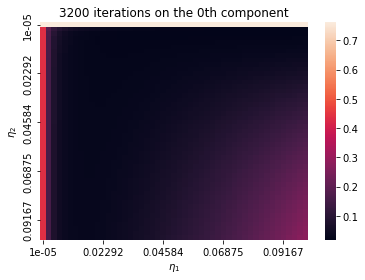 3200 iterations on the 0th component
1e-05
0.02292
0.04584
0.06875
0.09167
η₂
1e-05 0.02292 0.04584 0.06875 0.09167
η₁
0.7
0.6
0.5
0.4
0.3
0.2
0.1